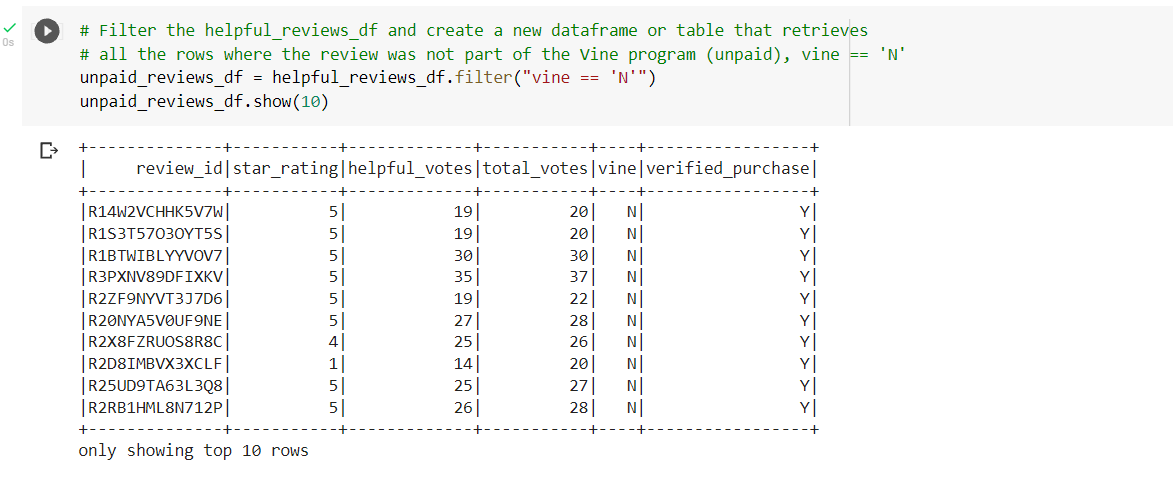 # Filter the helpful_reviews_df and create a new dataframe or table that retrieves
# all the rows where the review was not part of the Vine program (unpaid), vine == 'N'
unpaid_reviews_df = helpful_reviews_df.filter("vine == 'N'")
unpaid_reviews_df.show(10)
0s
+--------------+-----------+-------------+-----------+----+-----------------+
|     review_id|star_rating|helpful_votes|total_votes|vine|verified_purchase|
+--------------+-----------+-------------+-----------+----+-----------------+
|R14W2VCHHK5V7W|          5|           19|         20|   N|                Y|
|R1S3T57O3OYT5S|          5|           19|         20|   N|                Y|
|R1BTWIBLYYVOV7|          5|           30|         30|   N|                Y|
|R3PXNV89DFIXKV|          5|           35|         37|   N|                Y|
|R2ZF9NYVT3J7D6|          5|           19|         22|   N|                Y|
|R20NYA5V0UF9NE|          5|           27|         28|   N|                Y|
|R2X8FZRUOS8R8C|          4|           25|         26|   N|                Y|
|R2D8IMBVX3XCLF|          1|           14|         20|   N|                Y|
|R25UD9TA63L3Q8|          5|           25|         27|   N|                Y|
|R2RB1HML8N712P|          5|           26|         28|   N|                Y|
+--------------+-----------+-------------+-----------+----+-----------------+
only showing top 10 rows